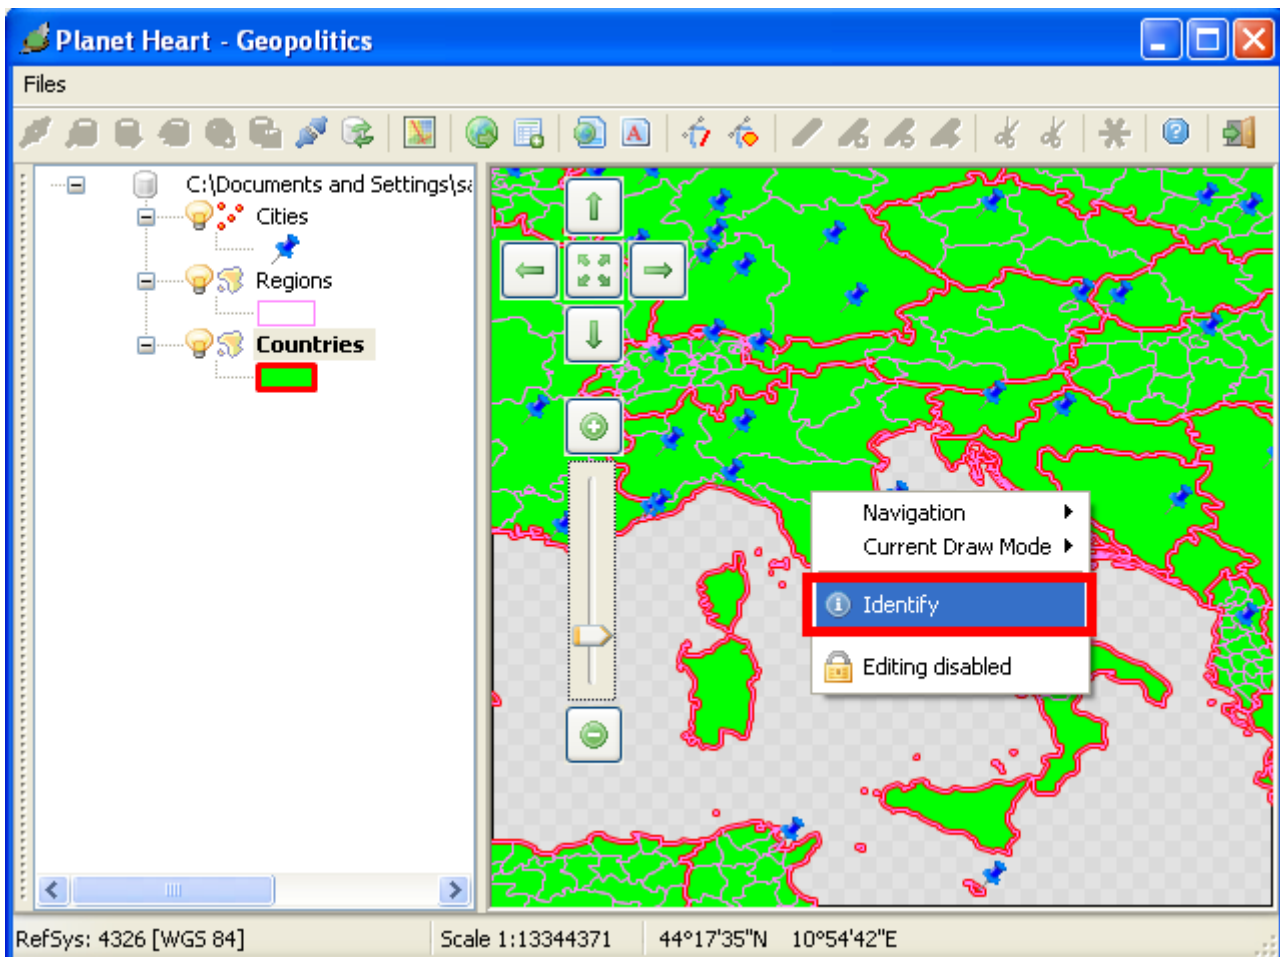 Planet Heart - Geopolitics
Files
C:\Documents and Settings\sa
Cities
Regions
Countries
Navigation
Current Draw Mode
Identify
Editing disabled
RefSys: 4326 [WGS 84]
Scale 1:13344371
44°17'35"N 10°54'42"E